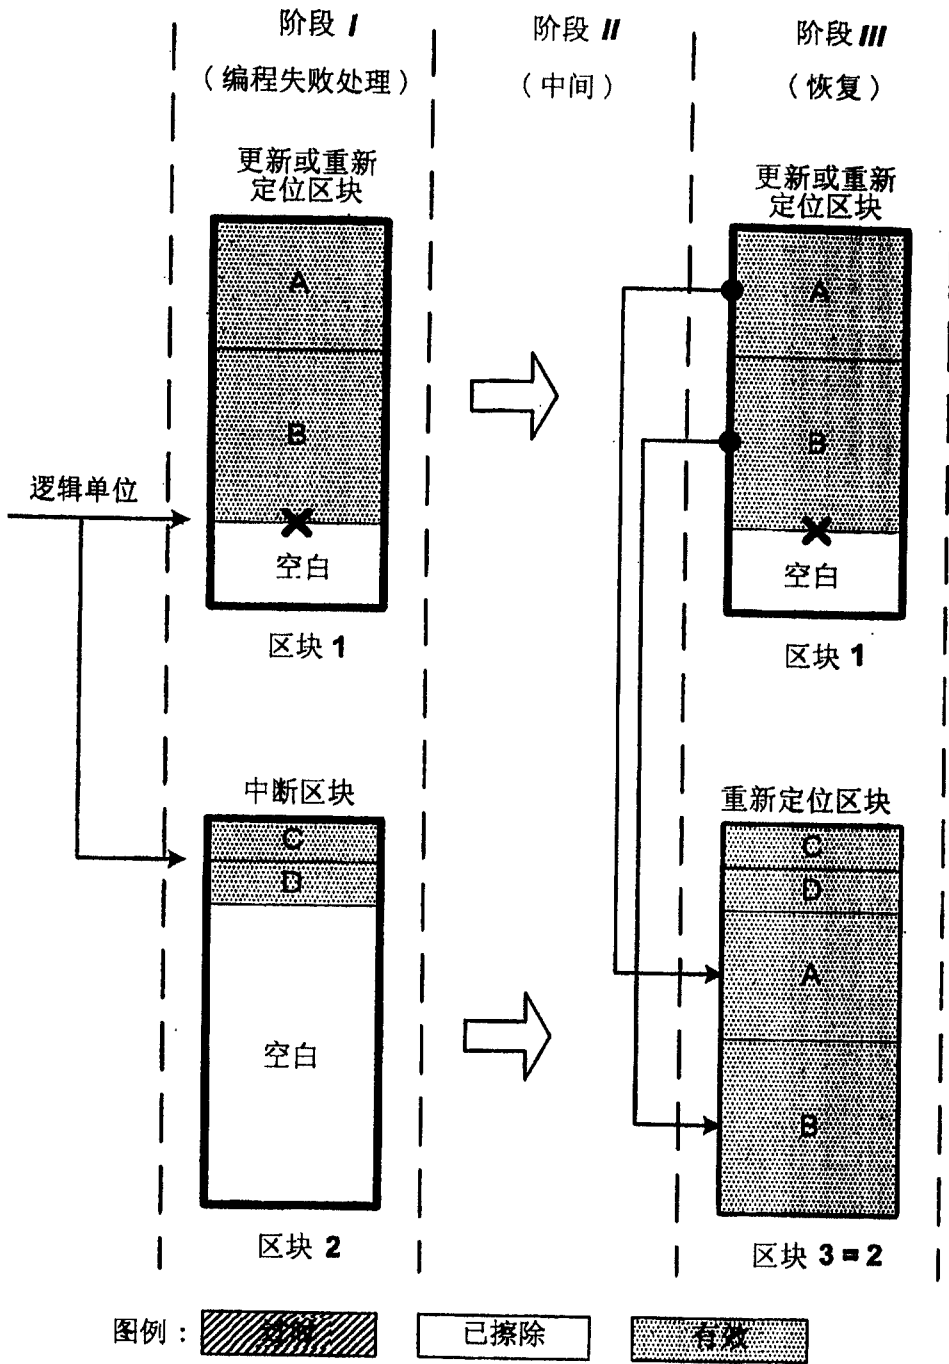 阶段 I
阶段 II
阶段 III
（编程失败处理）
（中间）
（恢复）
更新或重新
定位区块
更新或重新
定位区块
A
A
B
B
逻辑单位
空白
空白
区块 1
区块 1
中断区块
重新定位区块
C
C
D
D
A
空白
B
区块 2
区块 3 = 2
图例：
过时
已擦除
有效